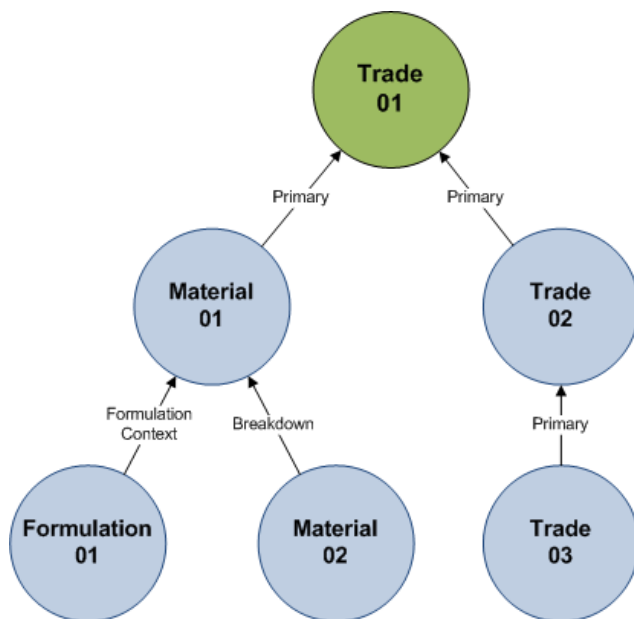 Trade
01
Primary
Primary
Material
01
Trade
02
Formulation
Context
Breakdown
Primary
Formulation
01
Material
02
Trade
03